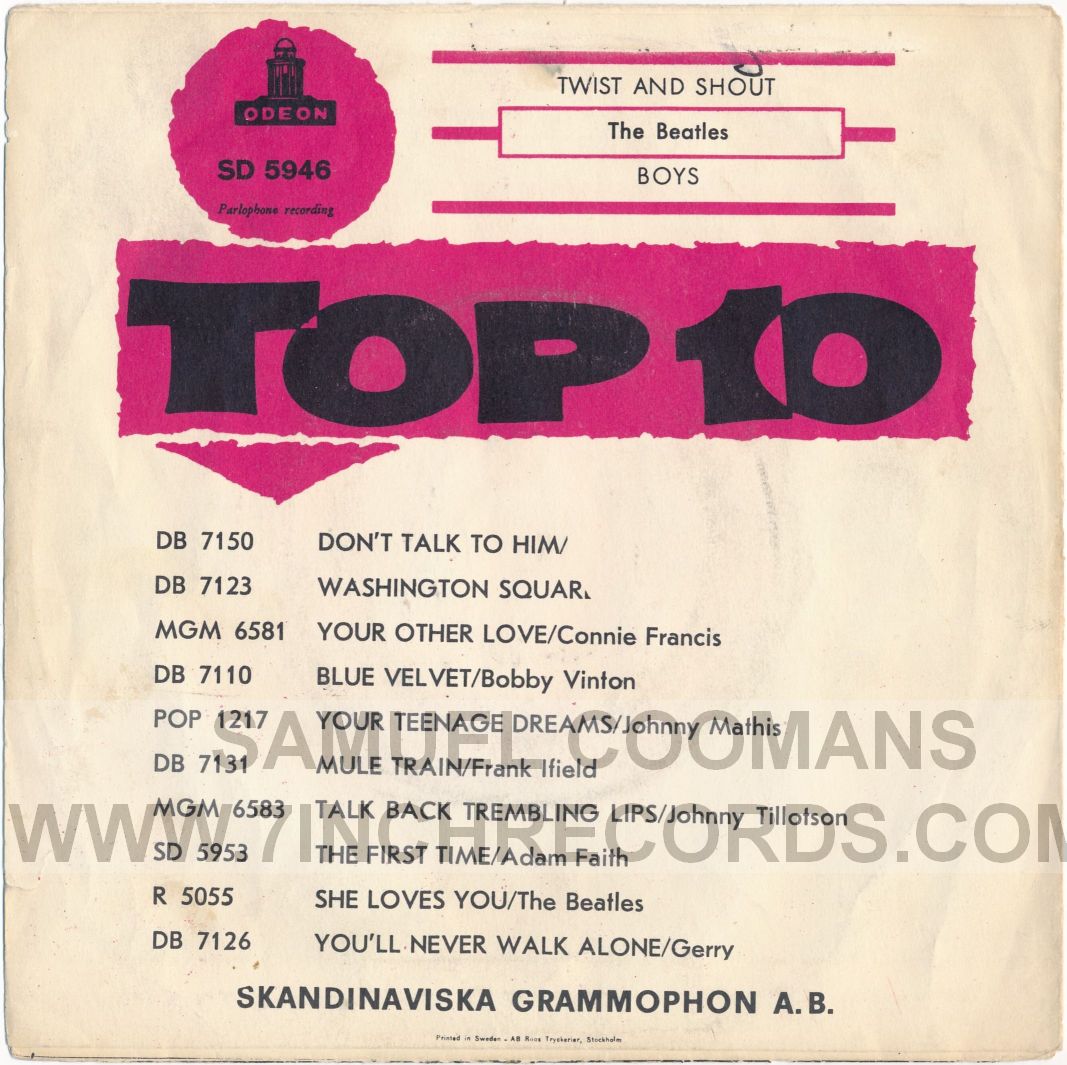 ODEON
SD 5946
Parlophone recording
TWIST AND SHOUT
The Beatles
BOYS
TOP 10
DB 7150 DON'T TALK TO HIM/
DB 7123 WASHINGTON SQUAR
MGM 6581 YOUR OTHER LOVE/Connie Francis
DB 7110 BLUE VELVET/Bobby Vinton
POP 1217 YOUR TEENAGE DREAMS/Johnny Mathis
SAMUEL COOMANS
DB 7131 MULE TRAIN/Frank Ifield
MGM 6583 TALK BACK TREMBLING LIPS/Johnny Tillotson
WWW.7INCHRECORDS.COM
SD 5953 THE FIRST TIME/Adam Faith
R 5055 SHE LOVES YOU/The Beatles
DB 7126 YOU'LL NEVER WALK ALONE/Gerry
SKANDINAVISKA GRAMMOPHON A.B.
Printed in Sweden - AB Roos Tryckerier, Stockholm